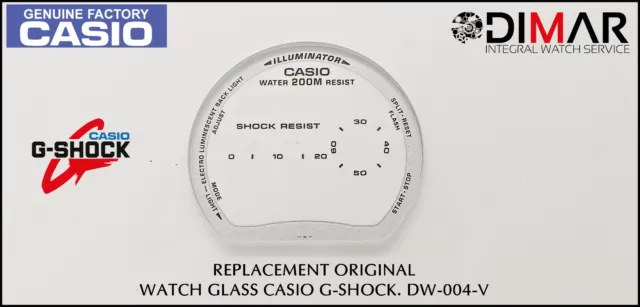 GENUINE FACTORY
CASIO
DIMAR
INTEGRAL WATCH SERVICE
CASIO
G-SHOCK
ILLUMINATOR
CASIO
WATER 200M RESIST
ELECTRO LUMINESCENT BACK LIGHT
ADJUST
SPLIT·RESET
FLASH
SHOCK RESIST
0 10 20
60 30 40 50
MODE
LIGHT
START·STOP
REPLACEMENT ORIGINAL
WATCH GLASS CASIO G-SHOCK. DW-004-V